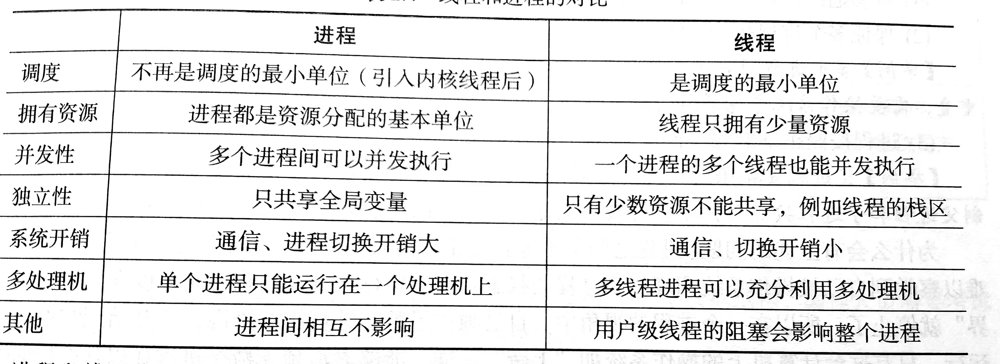 线程和进程的对比
进程 线程
调度 不再是调度的最小单位（引入内核线程后） 是调度的最小单位
拥有资源 进程都是资源分配的基本单位 线程只拥有少量资源
并发性 多个进程间可以并发执行 一个进程的多个线程也能并发执行
独立性 只共享全局变量 只有少数资源不能共享，例如线程的栈区
系统开销 通信、进程切换开销大 通信、切换开销小
多处理机 单个进程只能运行在一个处理机上 多线程进程可以充分利用多处理机
其他 进程间相互不影响 用户级线程的阻塞会影响整个进程